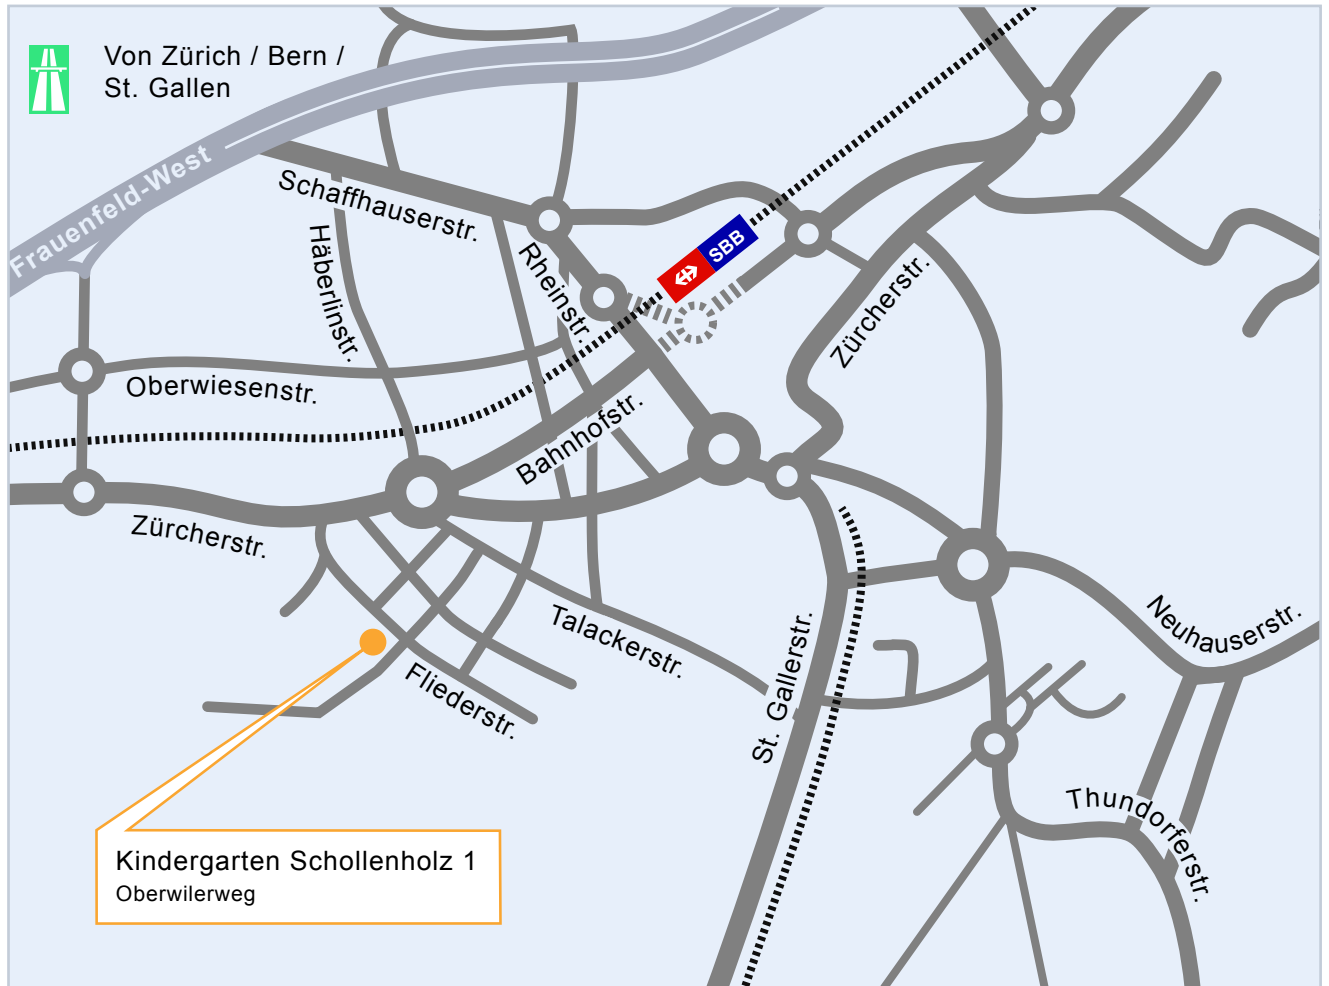 Von Zürich / Bern /
St. Gallen
Frauenfeld-West
Schaffhauserstr.
Häberlinstr.
Rheinstr.
SBB
Zürcherstr.
Oberwiesenstr.
Bahnhofstr.
Zürcherstr.
Talackerstr.
Fliederstr.
St. Gallerstr.
Neuhauserstr.
Thundorferstr.
Kindergarten Schollenholz 1
Oberwilerweg